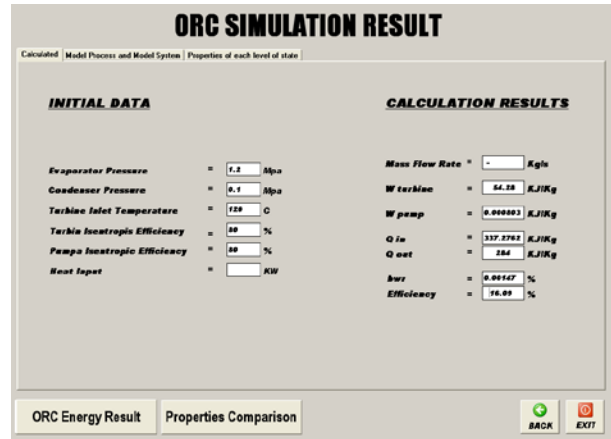 ORC SIMULATION RESULT
Calculated Model Process and Model System Properties of each level of state
INITIAL DATA
Evaporator Pressure = 1.2 Mpa
Condenser Pressure = 0.1 Mpa
Turbine Inlet Temperature = 120 C
Turbin Isentropis Efficiency = 80 %
Pumpa Isentropic Efficiency = 80 %
Heat Input = KW
CALCULATION RESULTS
Mass Flow Rate = - Kg/s
W turbine = 54.28 KJ/Kg
W pump = 0.000803 KJ/Kg
Q in = 337.2762 KJ/Kg
Q out = 284 KJ/Kg
bwr = 0.00147 %
Efficiency = 16.09 %
ORC Energy Result
Properties Comparison
BACK
EXIT